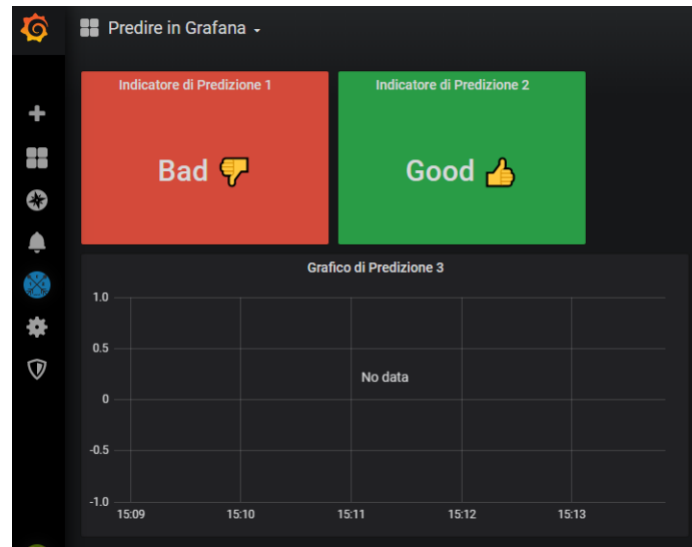 Predire in Grafana
Indicatore di Predizione 1
Bad 👎
Indicatore di Predizione 2
Good 👍
Grafico di Predizione 3
1.0
0.5
0
-0.5
-1.0
No data
15:09 15:10 15:11 15:12 15:13